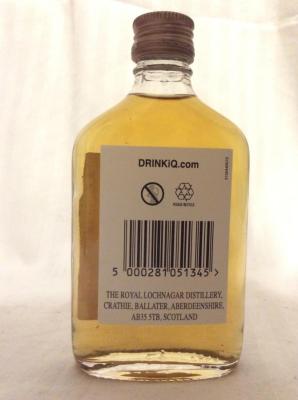 DRINKiQ.com
5 000281 051345 >
THE ROYAL LOCHNAGAR DISTILLERY,
CRATHIE, BALLATER, ABERDEENSHIRE,
AB35 5TB, SCOTLAND